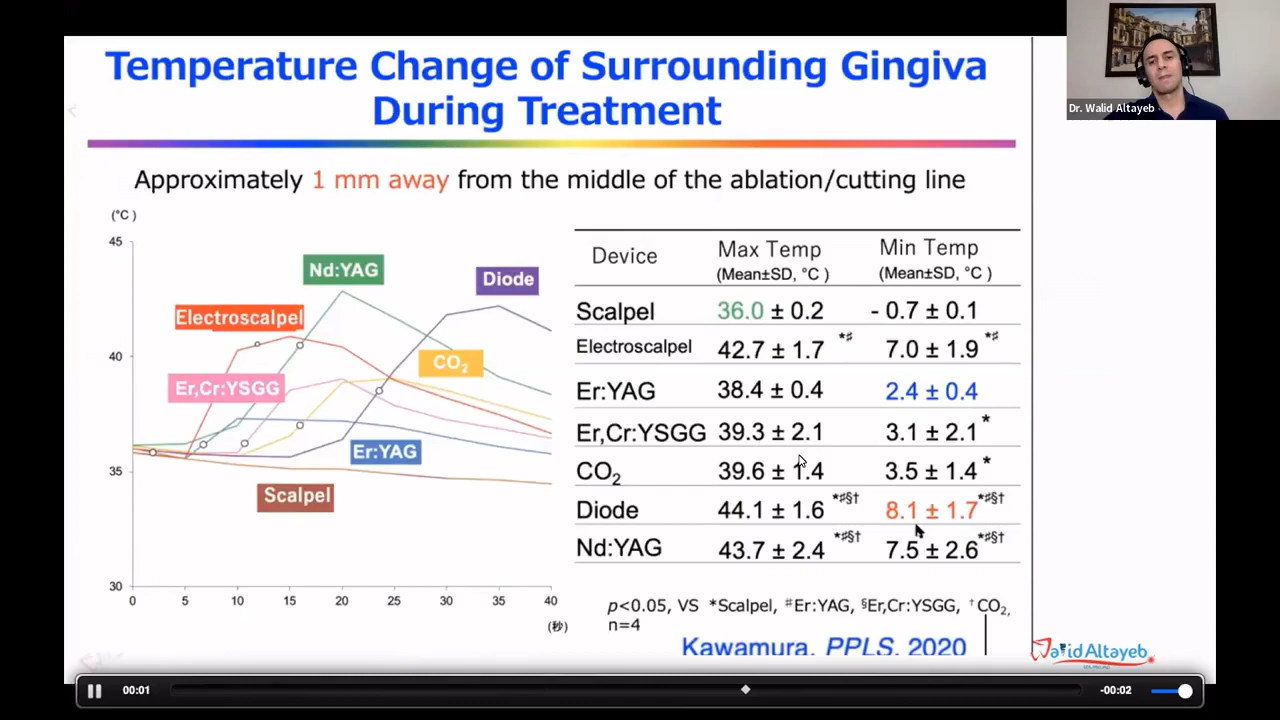 Temperature Change of Surrounding Gingiva
During Treatment
Dr. Walid Altayeb
Approximately 1 mm away from the middle of the ablation/cutting line
(°C )
45
40
35
30
0 5 10 15 20 25 30 35 40
(秒)
Nd:YAG
Diode
Electroscalpel
CO₂
Er,Cr:YSGG
Er:YAG
Scalpel
Device Max Temp (Mean±SD, °C ) Min Temp (Mean±SD, °C )
Scalpel 36.0 ± 0.2 - 0.7 ± 0.1
Electroscalpel 42.7 ± 1.7 *♯ 7.0 ± 1.9 *♯
Er:YAG 38.4 ± 0.4 2.4 ± 0.4
Er,Cr:YSGG 39.3 ± 2.1 3.1 ± 2.1 *
CO₂ 39.6 ± 1.4 3.5 ± 1.4 *
Diode 44.1 ± 1.6 *♯§† 8.1 ± 1.7 *♯§†
Nd:YAG 43.7 ± 2.4 *♯§† 7.5 ± 2.6 *♯§†
p<0.05, VS *Scalpel, ♯Er:YAG, §Er,Cr:YSGG, †CO₂,
n=4
Kawamura, PPLS, 2020
Walid Altayeb
00:01
-00:02